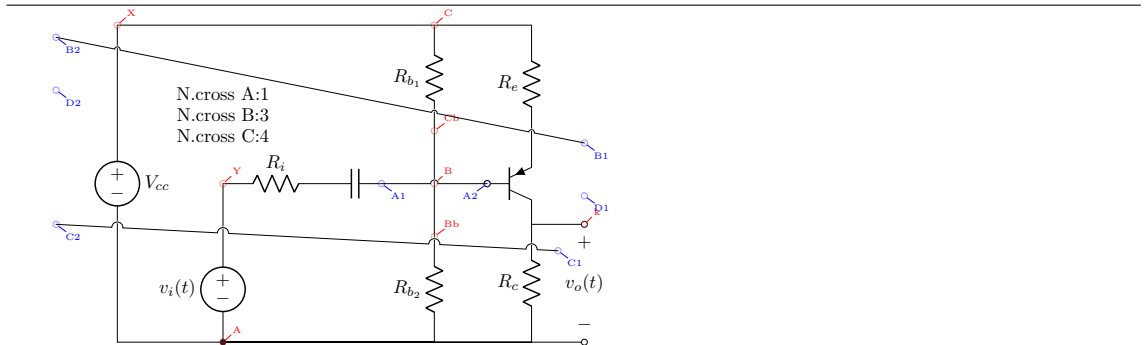 X
C
B2
D2
R_{b_1}
R_e
N.cross A:1
N.cross B:3
N.cross C:4
Cb
B1
+
−
V_{cc}
Y
R_i
A1
B
A2
D1
k
C2
Bb
C1
+
v_i(t)
+
−
R_{b_2}
R_c
v_o(t)
A
−